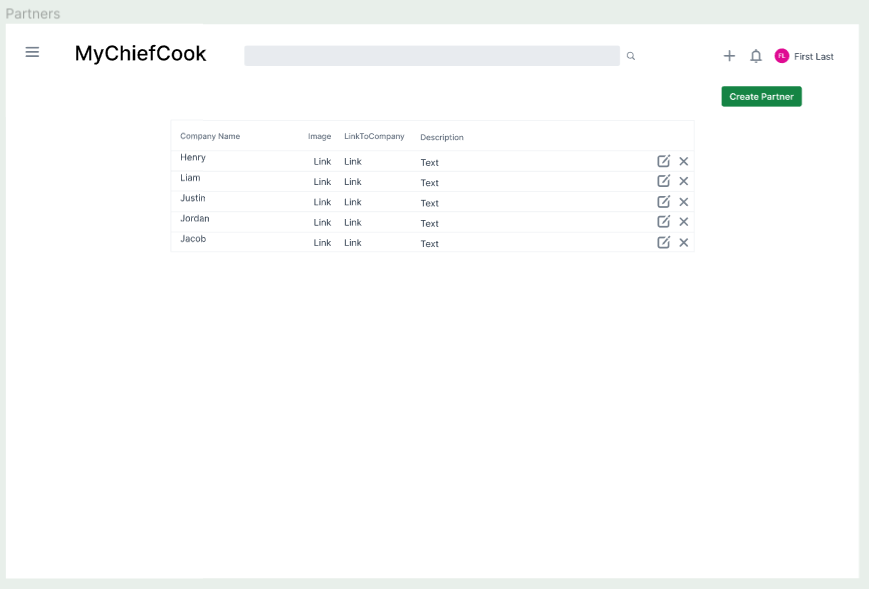 Partners
MyChiefCook
FL First Last
Create Partner
Company Name Image LinkToCompany Description
Henry Link Link Text
Liam Link Link Text
Justin Link Link Text
Jordan Link Link Text
Jacob Link Link Text